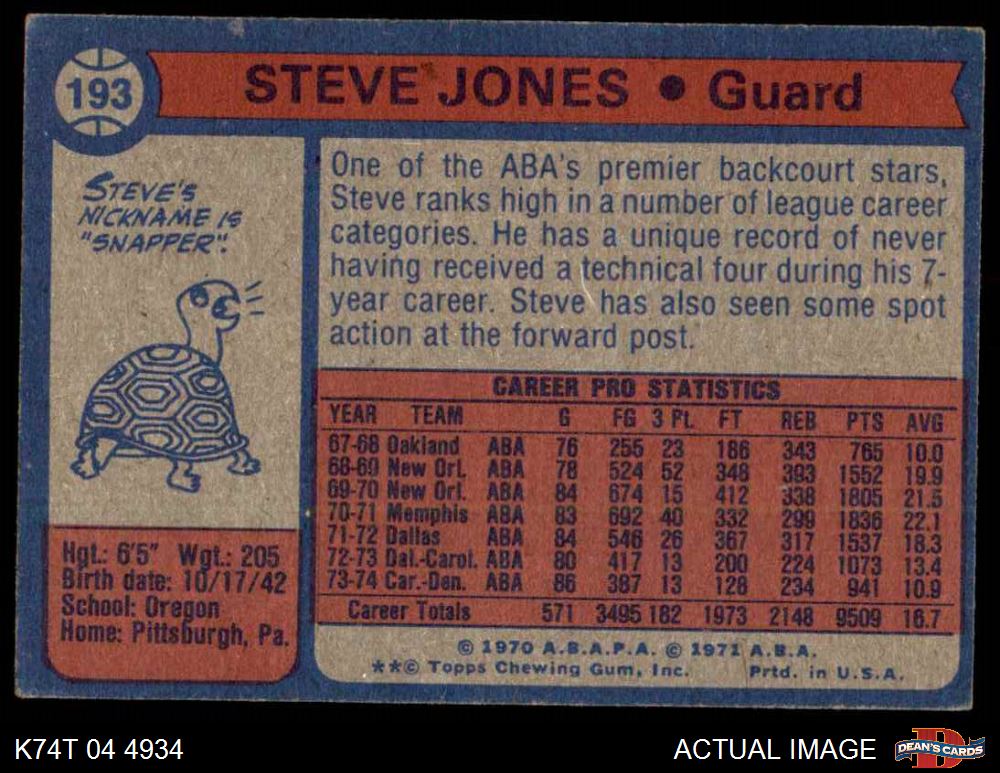 193
STEVE JONES ● Guard
STEVE'S
NICKNAME IS
"SNAPPER".
One of the ABA's premier backcourt stars,
Steve ranks high in a number of league career
categories. He has a unique record of never
having received a technical four during his 7-
year career. Steve has also seen some spot
action at the forward post.
Hgt.: 6'5" Wgt.: 205
Birth date: 10/17/42
School: Oregon
Home: Pittsburgh, Pa.
CAREER PRO STATISTICS
YEAR TEAM G FG 3 Pt. FT REB PTS AVG
67-68 Oakland ABA 76 255 23 186 343 765 10.0
68-69 New Orl. ABA 78 524 52 348 393 1552 19.9
69-70 New Orl. ABA 84 674 15 412 338 1805 21.5
70-71 Memphis ABA 83 692 40 332 299 1836 22.1
71-72 Dallas ABA 84 546 26 367 317 1537 18.3
72-73 Dal.-Carol. ABA 80 417 13 200 224 1073 13.4
73-74 Car.-Den. ABA 86 387 13 128 234 941 10.9
Career Totals 571 3495 182 1973 2148 9509 16.7
© 1970 A.B.A.P.A. © 1971 A.B.A.
**© Topps Chewing Gum, Inc. Prtd. in U.S.A.
K74T 04 4934
ACTUAL IMAGE
DEAN'S CARDS